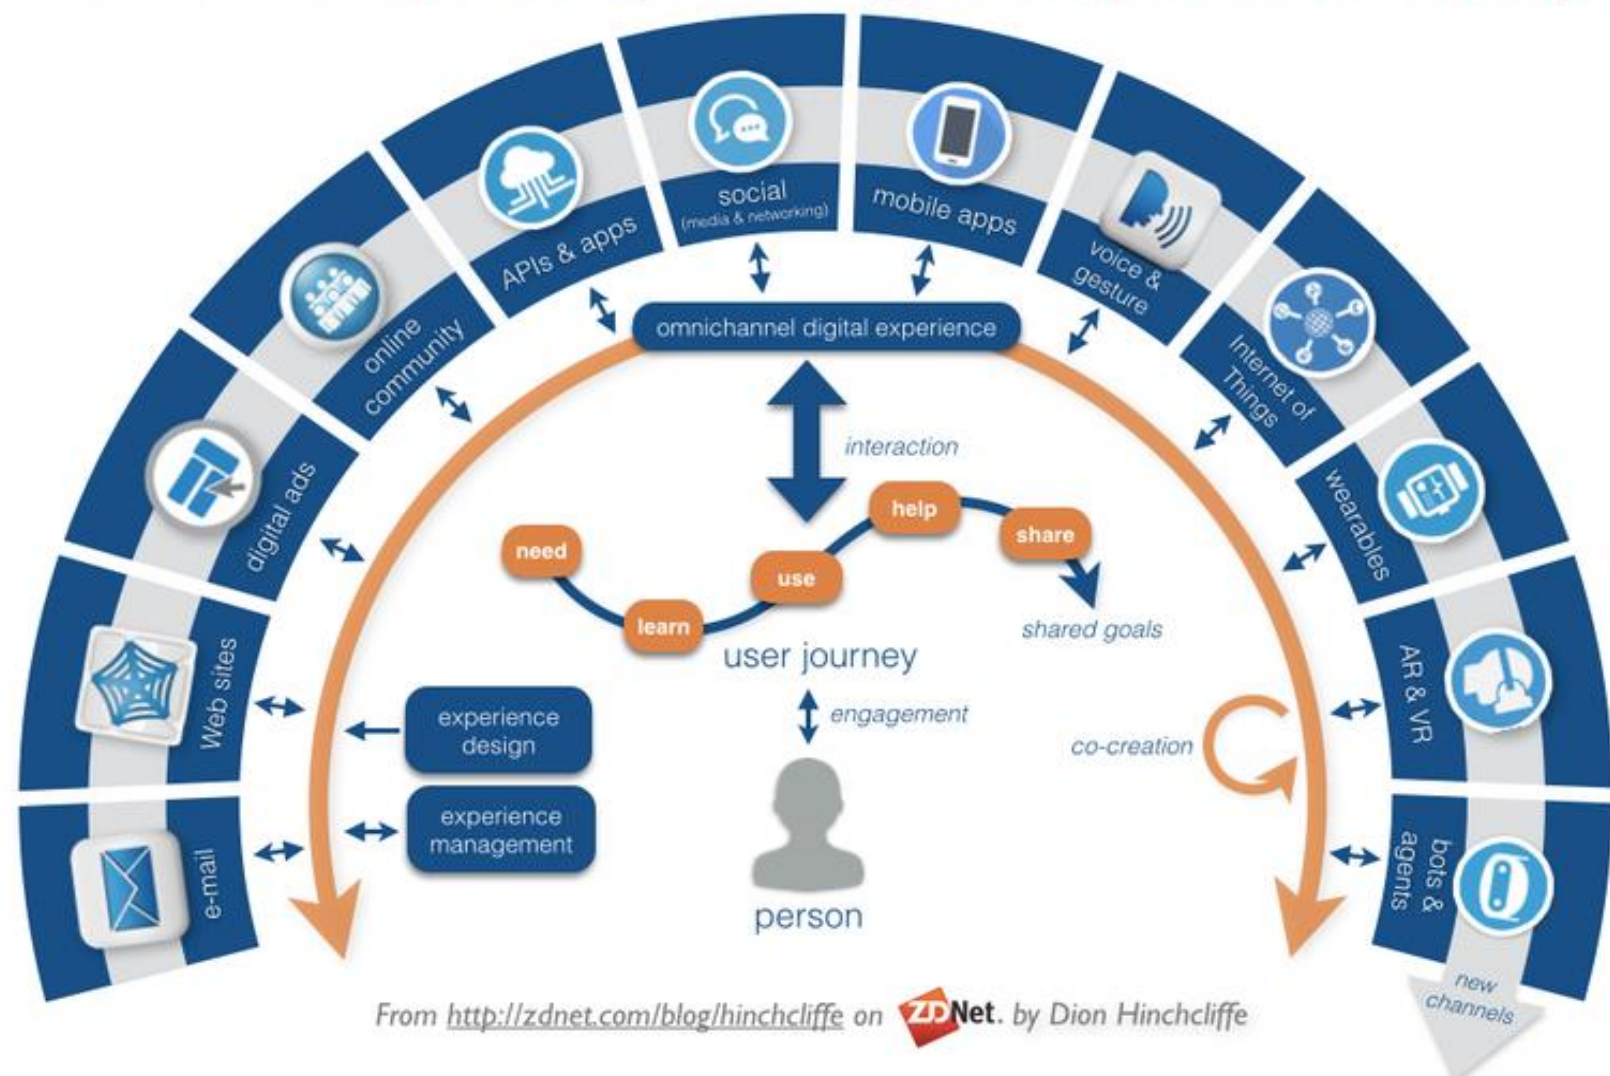 social
(media & networking)
mobile apps
APIs & apps
voice &
gesture
online
community
Internet of
Things
digital ads
wearables
Web sites
AR & VR
e-mail
bots &
agents
new
channels
omnichannel digital experience
interaction
need
learn
use
help
share
shared goals
user journey
engagement
experience
design
experience
management
co-creation
person
From http://zdnet.com/blog/hinchcliffe on ZDNet. by Dion Hinchcliffe